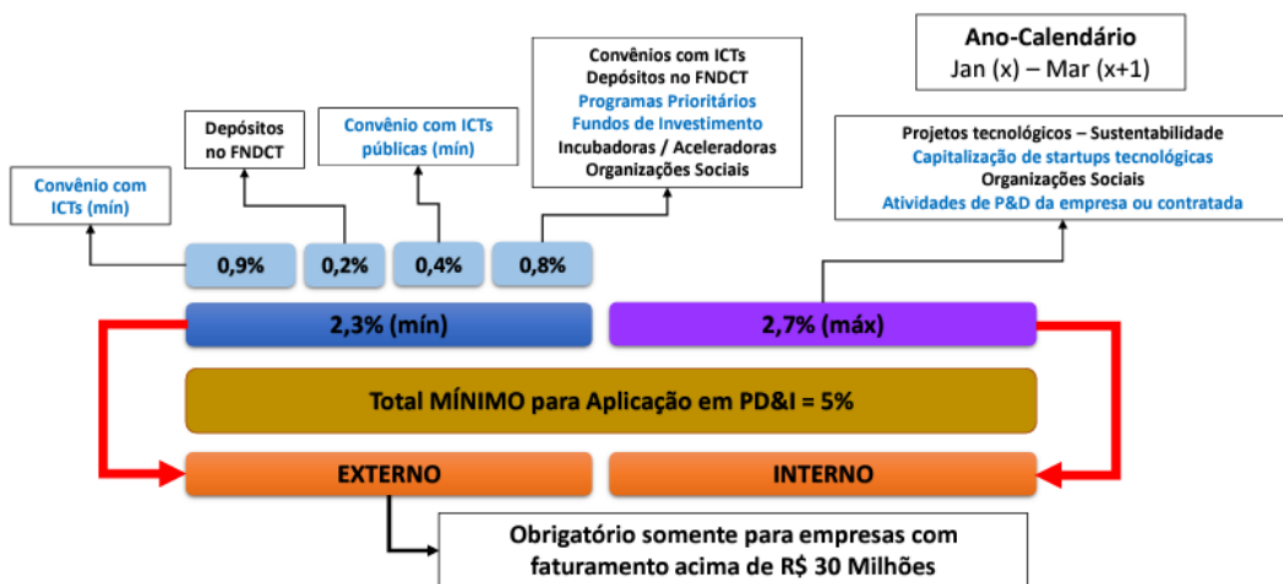 Ano-Calendário
Jan (x) – Mar (x+1)
Convênios com ICTs
Depósitos no FNDCT
Programas Prioritários
Fundos de Investimento
Incubadoras / Aceleradoras
Organizações Sociais
Depósitos
no FNDCT
Convênio com ICTs
públicas (mín)
Convênio com
ICTs (mín)
Projetos tecnológicos – Sustentabilidade
Capitalização de startups tecnológicas
Organizações Sociais
Atividades de P&D da empresa ou contratada
0,9%
0,2%
0,4%
0,8%
2,3% (mín)
2,7% (máx)
Total MÍNIMO para Aplicação em PD&I = 5%
EXTERNO
INTERNO
Obrigatório somente para empresas com
faturamento acima de R$ 30 Milhões